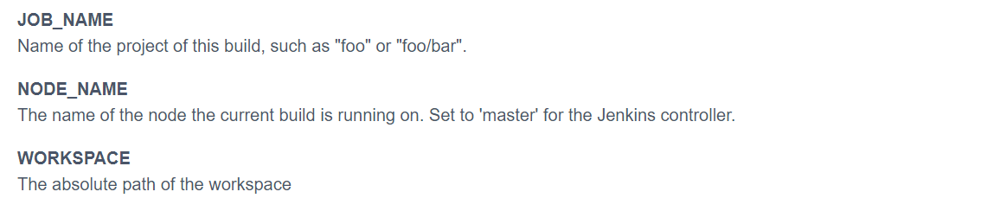 JOB_NAME
Name of the project of this build, such as "foo" or "foo/bar".
NODE_NAME
The name of the node the current build is running on. Set to 'master' for the Jenkins controller.
WORKSPACE
The absolute path of the workspace